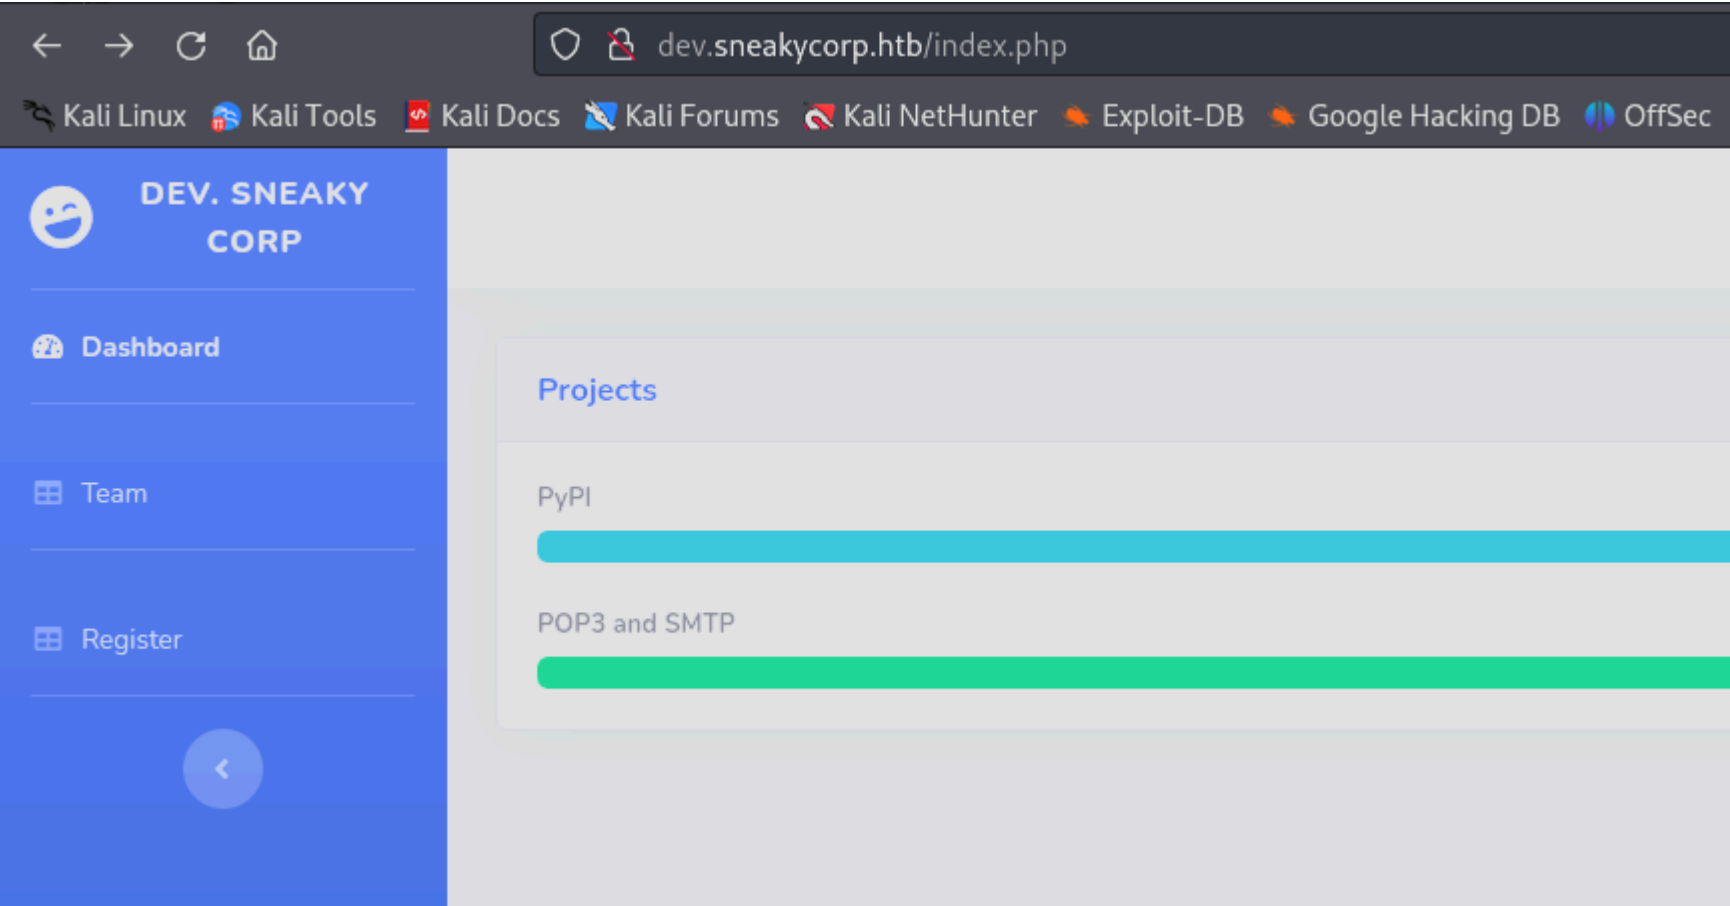 dev.sneakycorp.htb/index.php
Kali Linux Kali Tools Kali Docs Kali Forums Kali NetHunter Exploit-DB Google Hacking DB OffSec
DEV. SNEAKY
CORP
Dashboard
Team
Register
Projects
PyPI
POP3 and SMTP